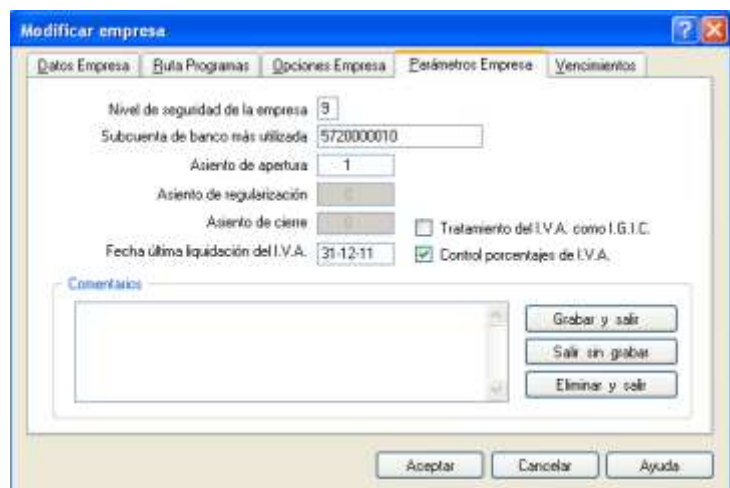 Modificar empresa
Datos Empresa Ruta Programas Opciones Empresa Parámetros Empresa Vencimientos
Nivel de seguridad de la empresa 9
Subcuenta de banco más utilizada 5720000010
Asiento de apertura 1
Asiento de regularización 0
Asiento de cierre 0 Tratamiento del I.V.A. como I.G.I.C.
Fecha última liquidación del I.V.A. 31-12-11 Control porcentajes de I.V.A.
Comentarios
Grabar y salir
Salir sin grabar
Eliminar y salir
Aceptar Cancelar Ayuda